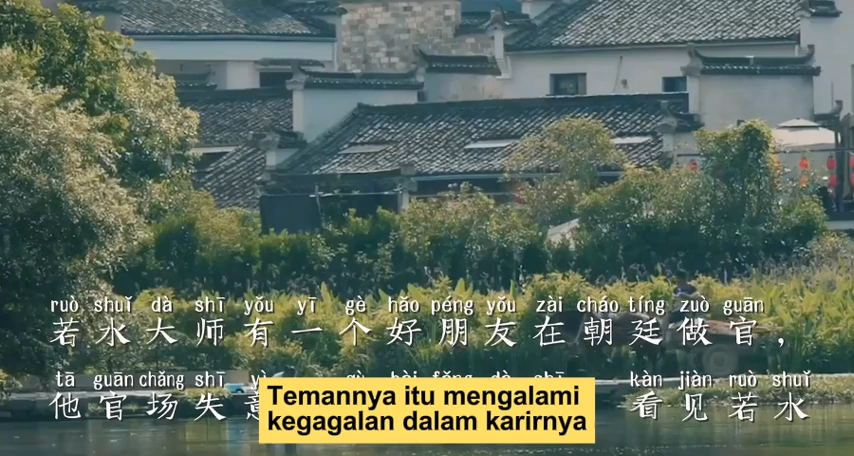 ruò shuǐ dà shī yǒu yī gè hǎo péng yǒu zài cháo tíng zuò guān
若水大师有一个好朋友在朝廷做官，
tā guān chǎng shī kàn jiàn ruò shuǐ
他官场失意 看见若水
Temannya itu mengalami
kegagalan dalam karirnya